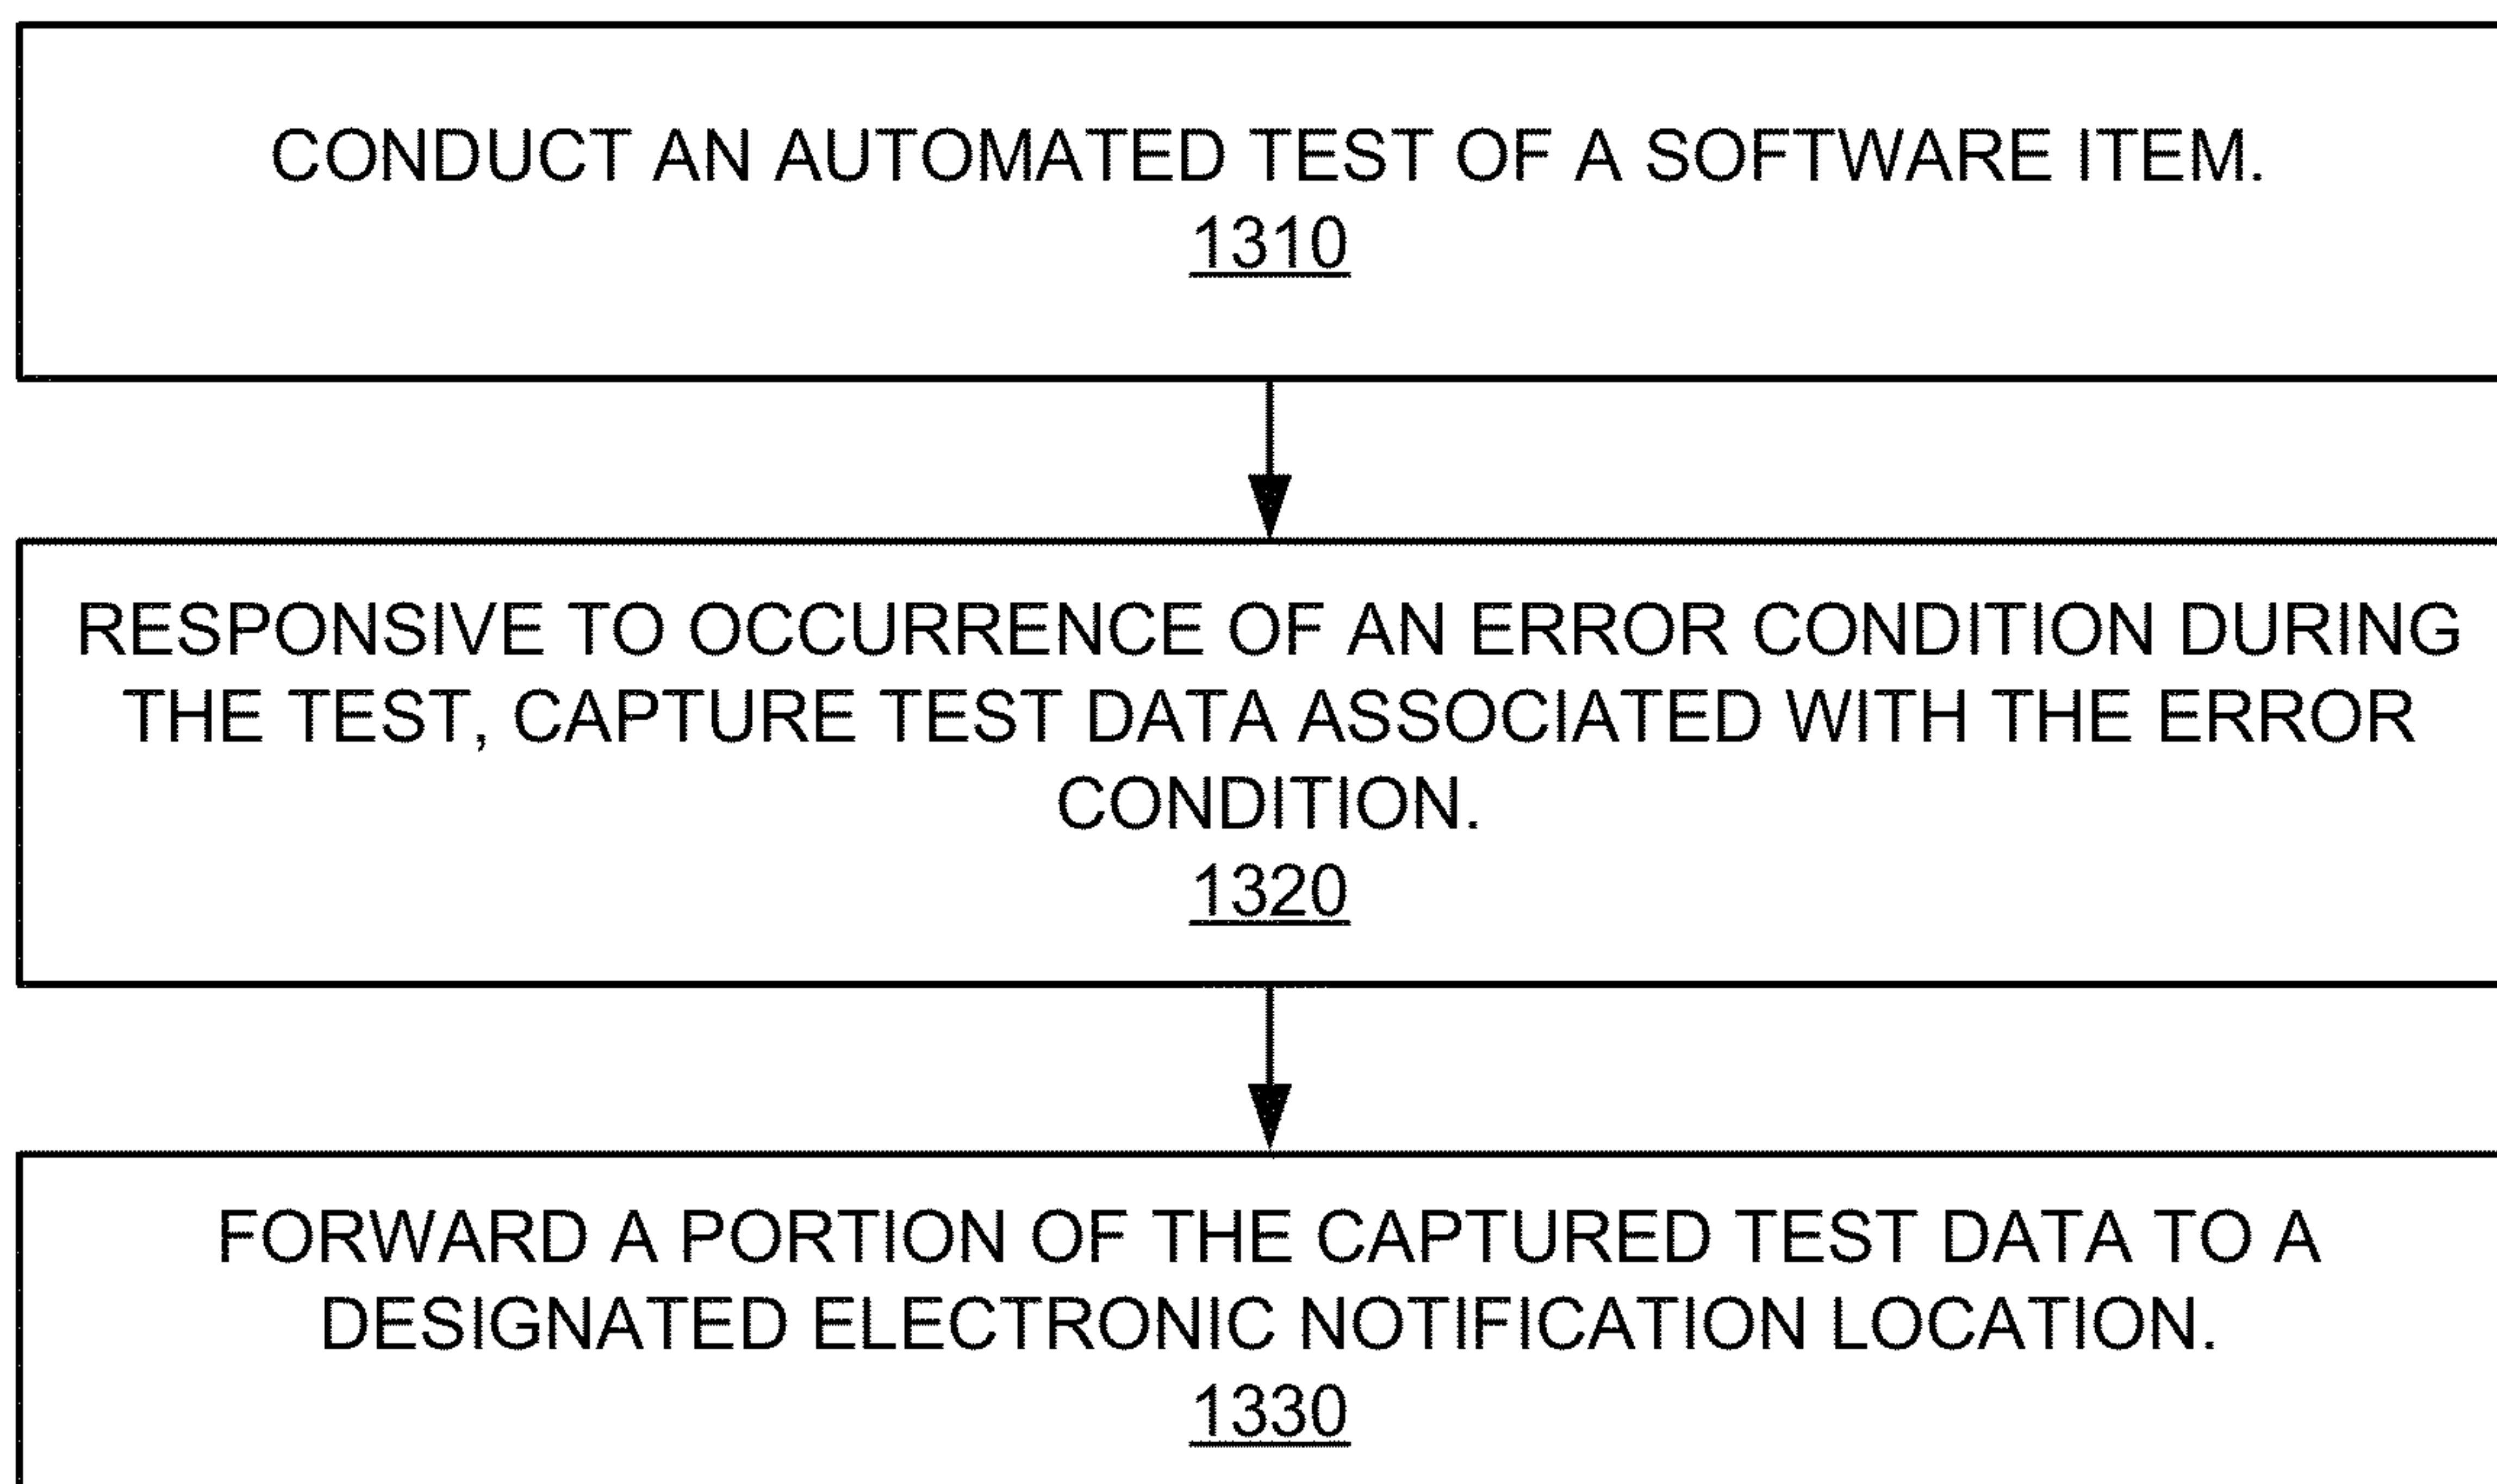 CONDUCT AN AUTOMATED TEST OF A SOFTWARE ITEM.
1310
RESPONSIVE TO OCCURRENCE OF AN ERROR CONDITION DURING
THE TEST, CAPTURE TEST DATA ASSOCIATED WITH THE ERROR
CONDITION.
1320
FORWARD A PORTION OF THE CAPTURED TEST DATA TO A
DESIGNATED ELECTRONIC NOTIFICATION LOCATION.
1330